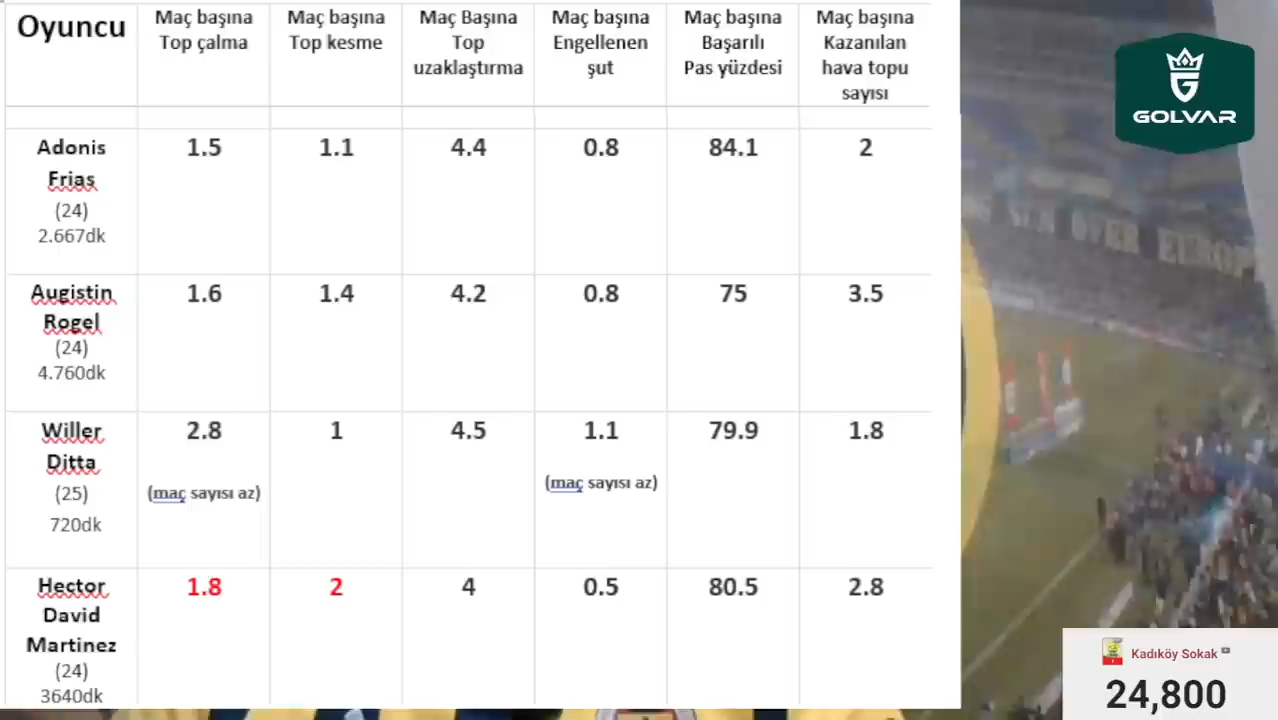 Oyuncu
Maç başına
Top çalma
Maç başına
Top kesme
Maç Başına
Top
uzaklaştırma
Maç başına
Engellenen
şut
Maç başına
Başarılı
Pas yüzdesi
Maç başına
Kazanılan
hava topu
sayısı
Adonis
Frias
(24)
2.667dk
1.5
1.1
4.4
0.8
84.1
2
Augistin
Rogel
(24)
4.760dk
1.6
1.4
4.2
0.8
75
3.5
Willer
Ditta
(25)
720dk
2.8
(maç sayısı az)
1
4.5
1.1
(maç sayısı az)
79.9
1.8
Hector
David
Martinez
(24)
3640dk
1.8
2
4
0.5
80.5
2.8
GOLVAR
OVER
Kadıköy Sokak
24,800